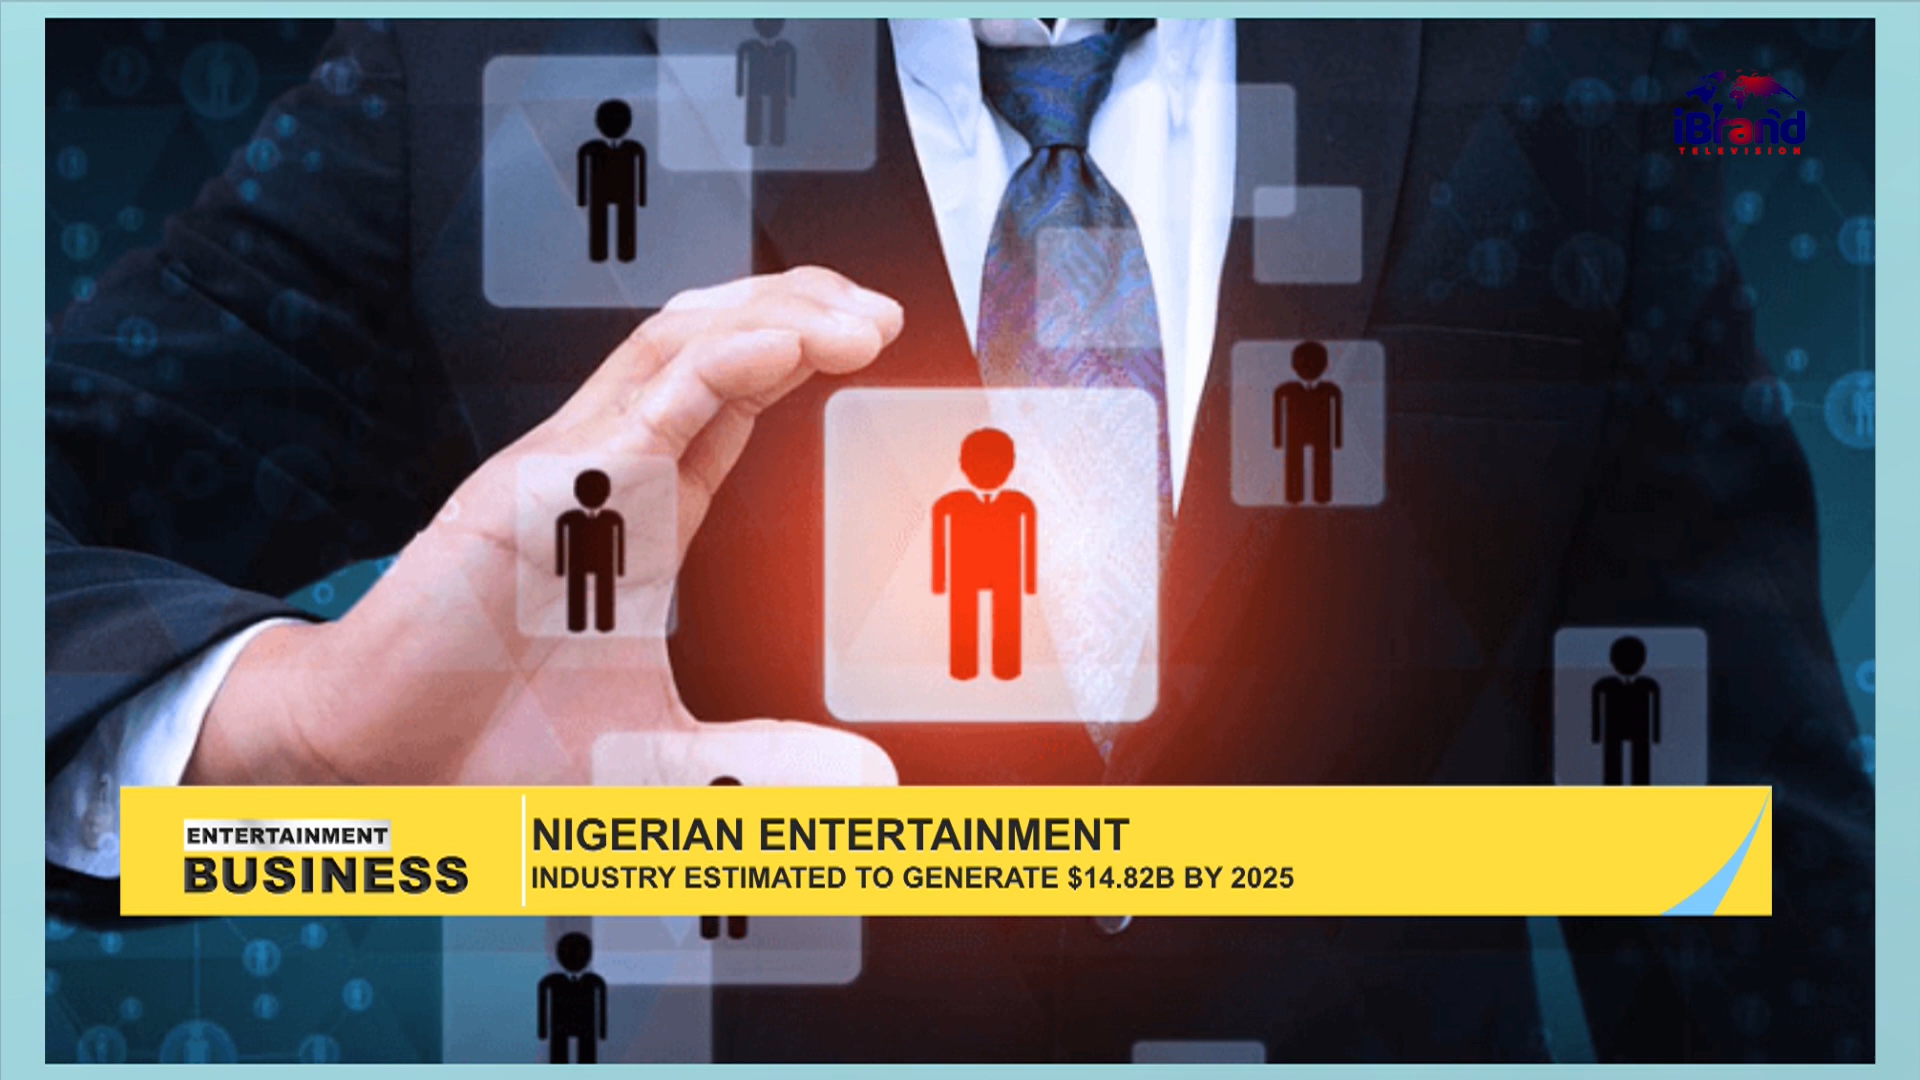 iBrand
TELEVISION
ENTERTAINMENT
BUSINESS
NIGERIAN ENTERTAINMENT
INDUSTRY ESTIMATED TO GENERATE $14.82B BY 2025